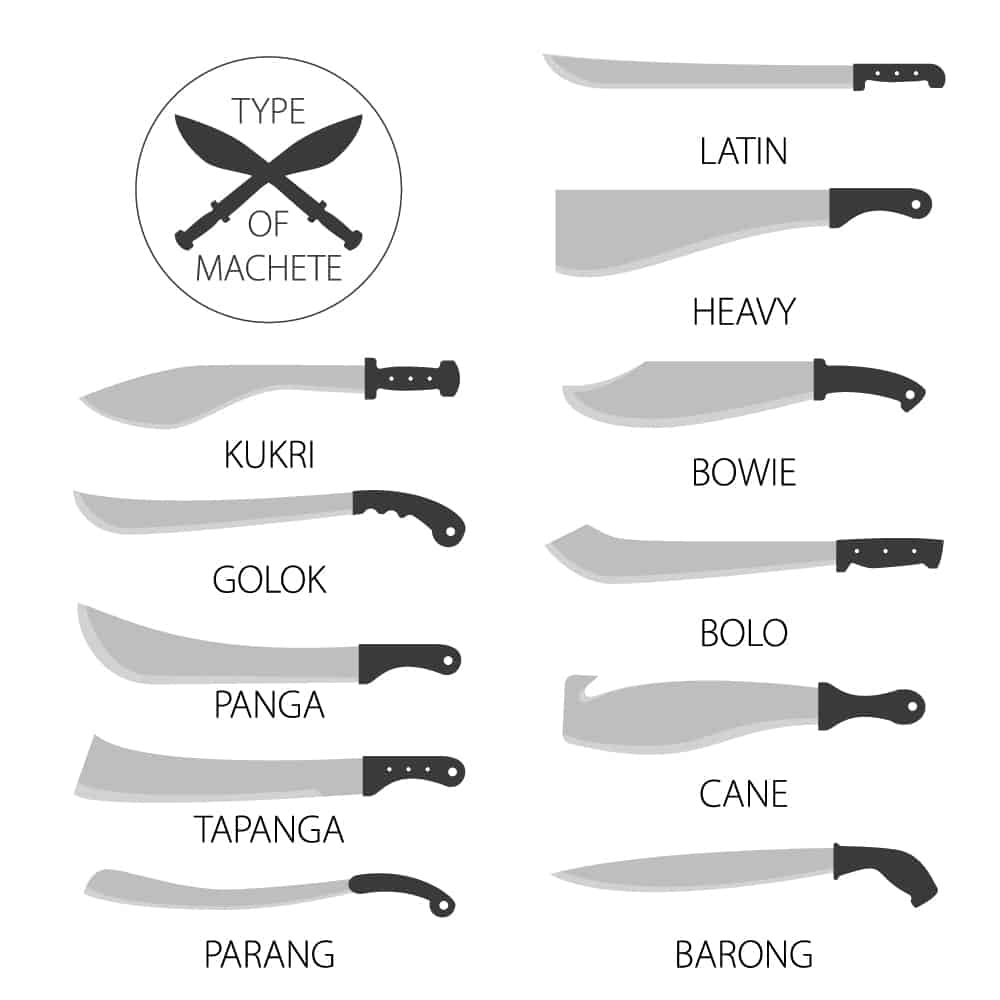 TYPE
OF
MACHETE
KUKRI
GOLOK
PANGA
TAPANGA
PARANG
LATIN
HEAVY
BOWIE
BOLO
CANE
BARONG